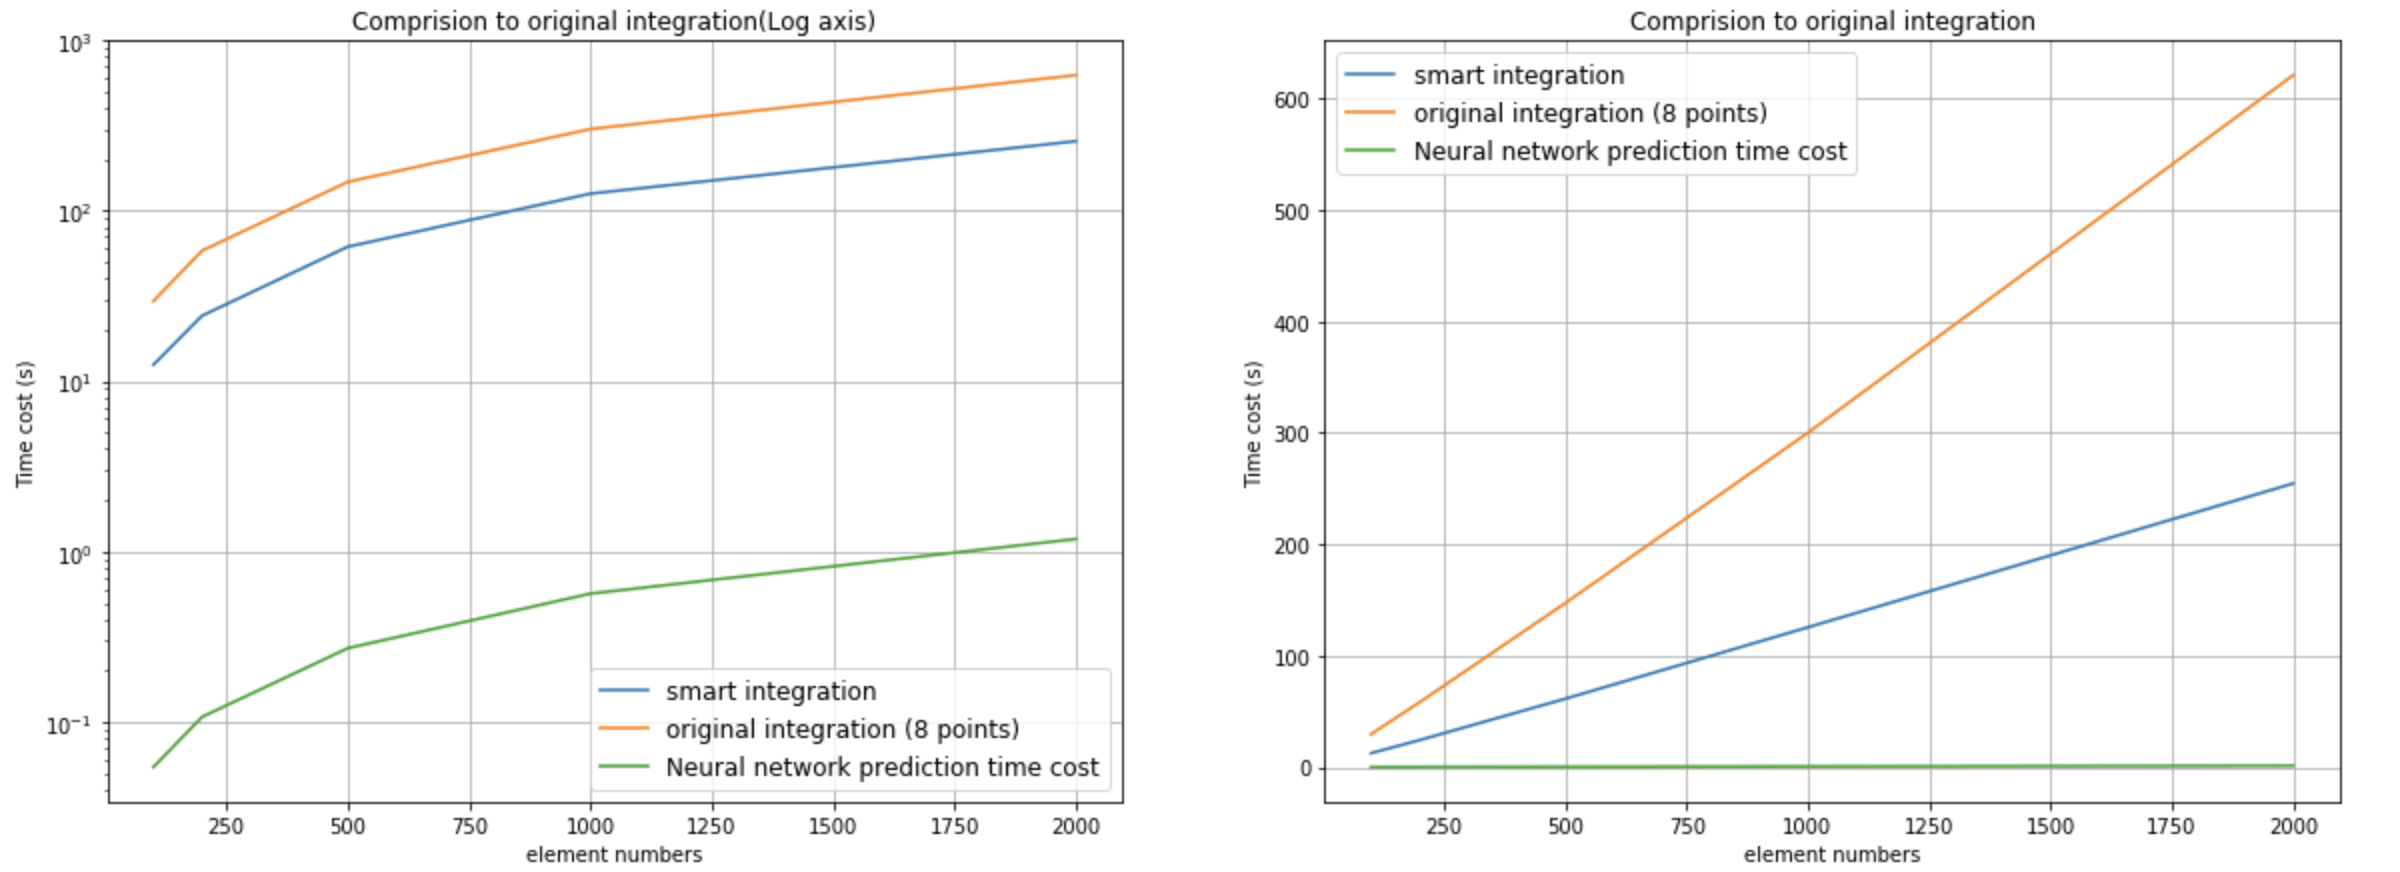 Comprision to original integration(Log axis)
10³
10²
10¹
10⁰
10⁻¹
Time cost (s)
250 500 750 1000 1250 1500 1750 2000
element numbers
smart integration
original integration (8 points)
Neural network prediction time cost
Comprision to original integration
600
500
400
300
200
100
0
Time cost (s)
250 500 750 1000 1250 1500 1750 2000
element numbers
smart integration
original integration (8 points)
Neural network prediction time cost